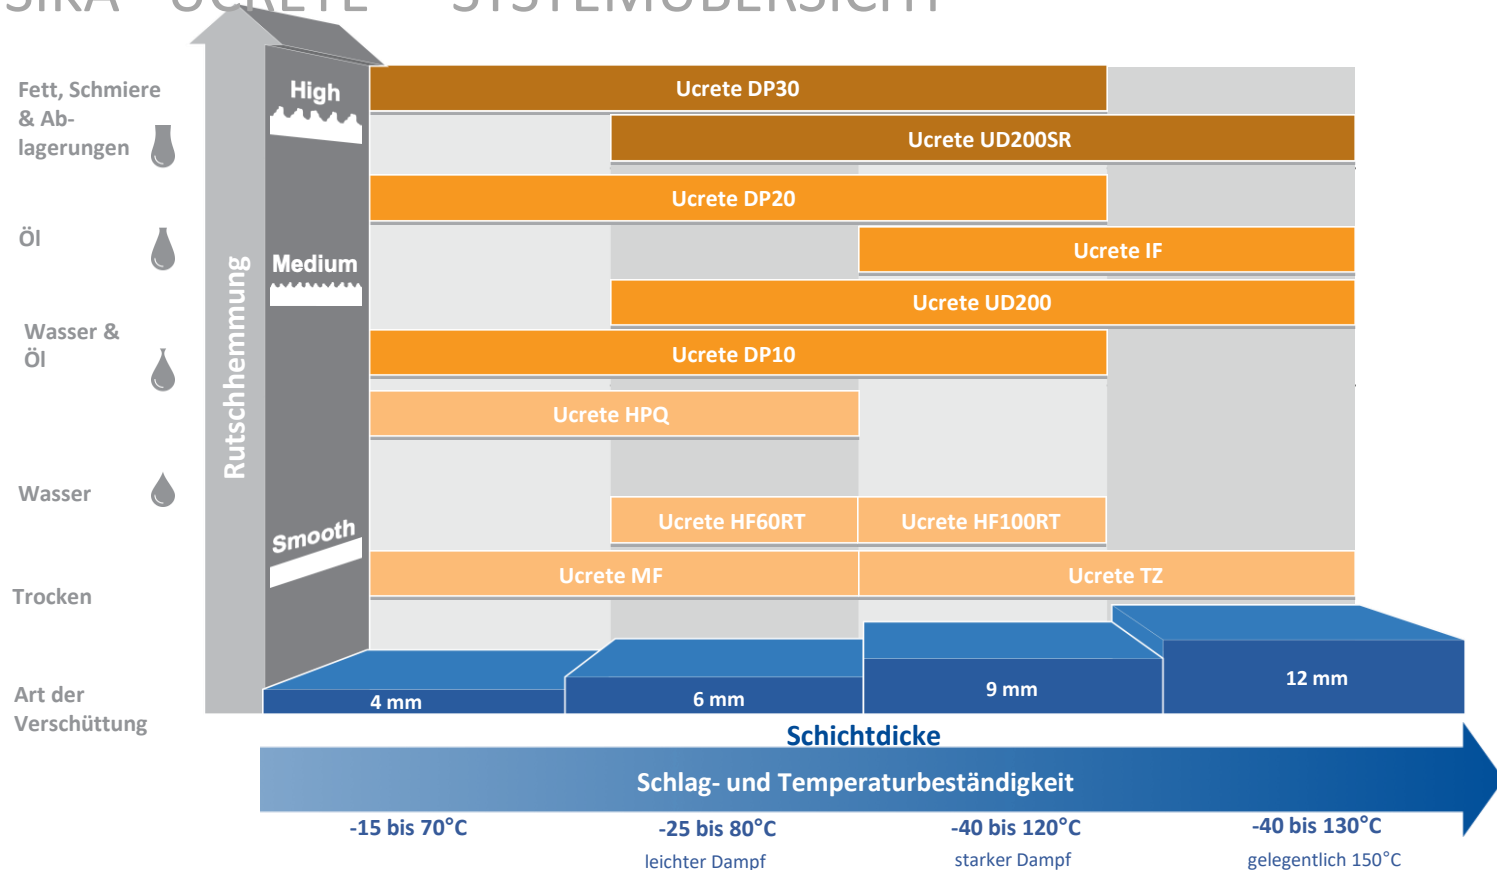 SIKA UCRETE SYSTEMÜBERSICHT
Fett, Schmiere
& Ab-
lagerungen
Öl
Wasser &
Öl
Wasser
Trocken
Art der
Verschüttung
Rutschhemmung
High
Medium
Smooth
Ucrete DP30
Ucrete UD200SR
Ucrete DP20
Ucrete IF
Ucrete UD200
Ucrete DP10
Ucrete HPQ
Ucrete HF60RT
Ucrete HF100RT
Ucrete MF
Ucrete TZ
4 mm
6 mm
9 mm
12 mm
Schichtdicke
Schlag- und Temperaturbeständigkeit
-15 bis 70°C
-25 bis 80°C
-40 bis 120°C
-40 bis 130°C
leichter Dampf
starker Dampf
gelegentlich 150°C